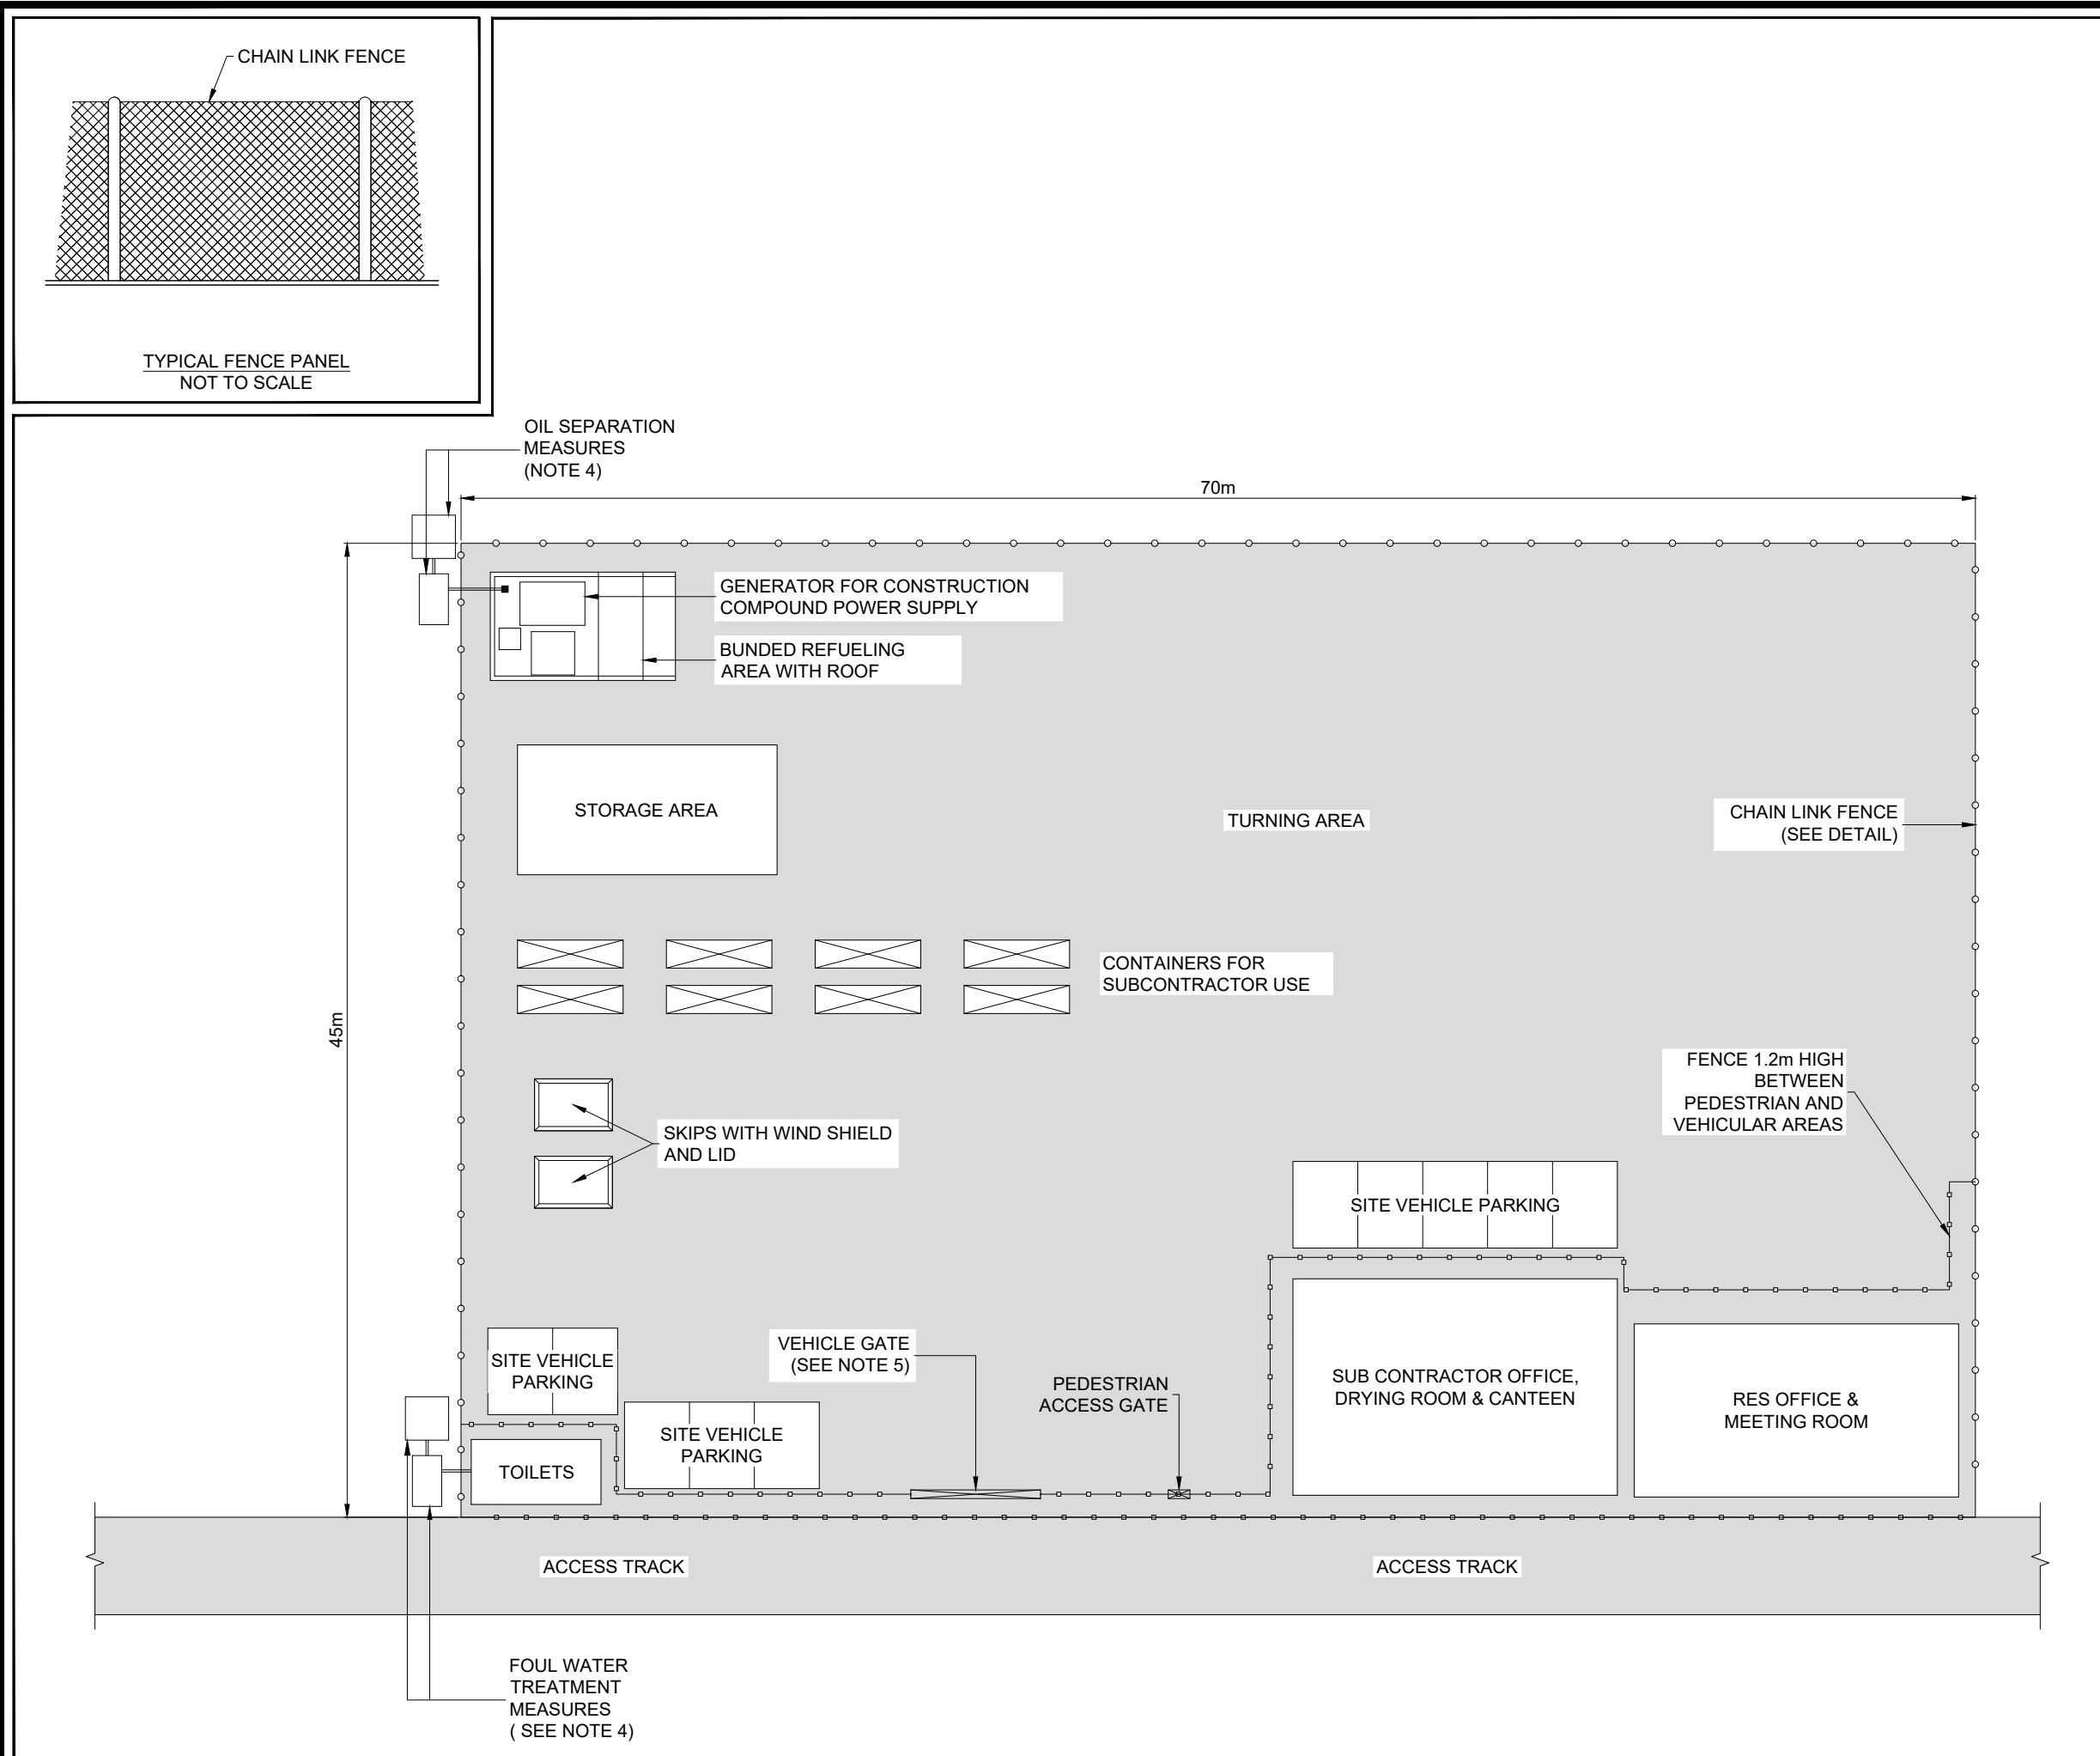 CHAIN LINK FENCE
TYPICAL FENCE PANEL
NOT TO SCALE
OIL SEPARATION
MEASURES
(NOTE 4)
70m
GENERATOR FOR CONSTRUCTION
COMPOUND POWER SUPPLY
BUNDED REFUELING
AREA WITH ROOF
STORAGE AREA
TURNING AREA
CHAIN LINK FENCE
(SEE DETAIL)
CONTAINERS FOR
SUBCONTRACTOR USE
45m
FENCE 1.2m HIGH
BETWEEN
PEDESTRIAN AND
VEHICULAR AREAS
SKIPS WITH WIND SHIELD
AND LID
SITE VEHICLE PARKING
SITE VEHICLE
PARKING
VEHICLE GATE
(SEE NOTE 5)
PEDESTRIAN
ACCESS GATE
SUB CONTRACTOR OFFICE,
DRYING ROOM & CANTEEN
RES OFFICE &
MEETING ROOM
SITE VEHICLE
PARKING
TOILETS
ACCESS TRACK
ACCESS TRACK
FOUL WATER
TREATMENT
MEASURES
( SEE NOTE 4)